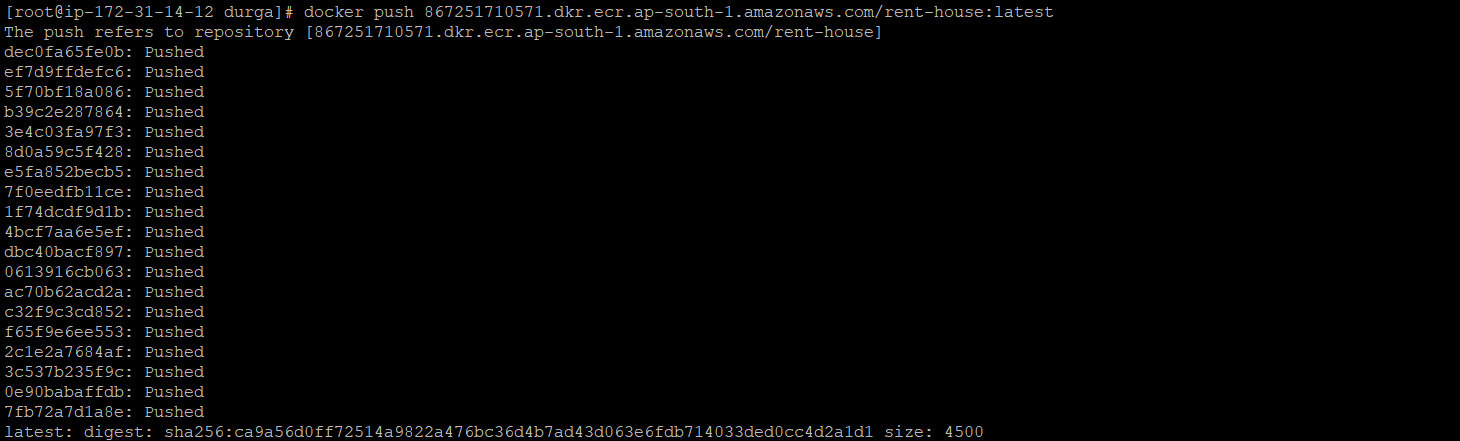 [root@ip-172-31-14-12 durga]# docker push 867251710571.dkr.ecr.ap-south-1.amazonaws.com/rent-house:latest
The push refers to repository [867251710571.dkr.ecr.ap-south-1.amazonaws.com/rent-house]
dec0fa65fe0b: Pushed
ef7d9ffdefc6: Pushed
5f70bf18a086: Pushed
b39c2e287864: Pushed
3e4c03fa97f3: Pushed
8d0a59c5f428: Pushed
e5fa852becb5: Pushed
7f0eedfb11ce: Pushed
1f74dcdf9d1b: Pushed
4bcf7aa6e5ef: Pushed
dbc40bacf897: Pushed
0613916cb063: Pushed
ac70b62acd2a: Pushed
c32f9c3cd852: Pushed
f65f9e6ee553: Pushed
2c1e2a7684af: Pushed
3c537b235f9c: Pushed
0e90babaffdb: Pushed
7fb72a7d1a8e: Pushed
latest: digest: sha256:ca9a56d0ff72514a9822a476bc36d4b7ad43d063e6fdb714033ded0cc4d2a1d1 size: 4500